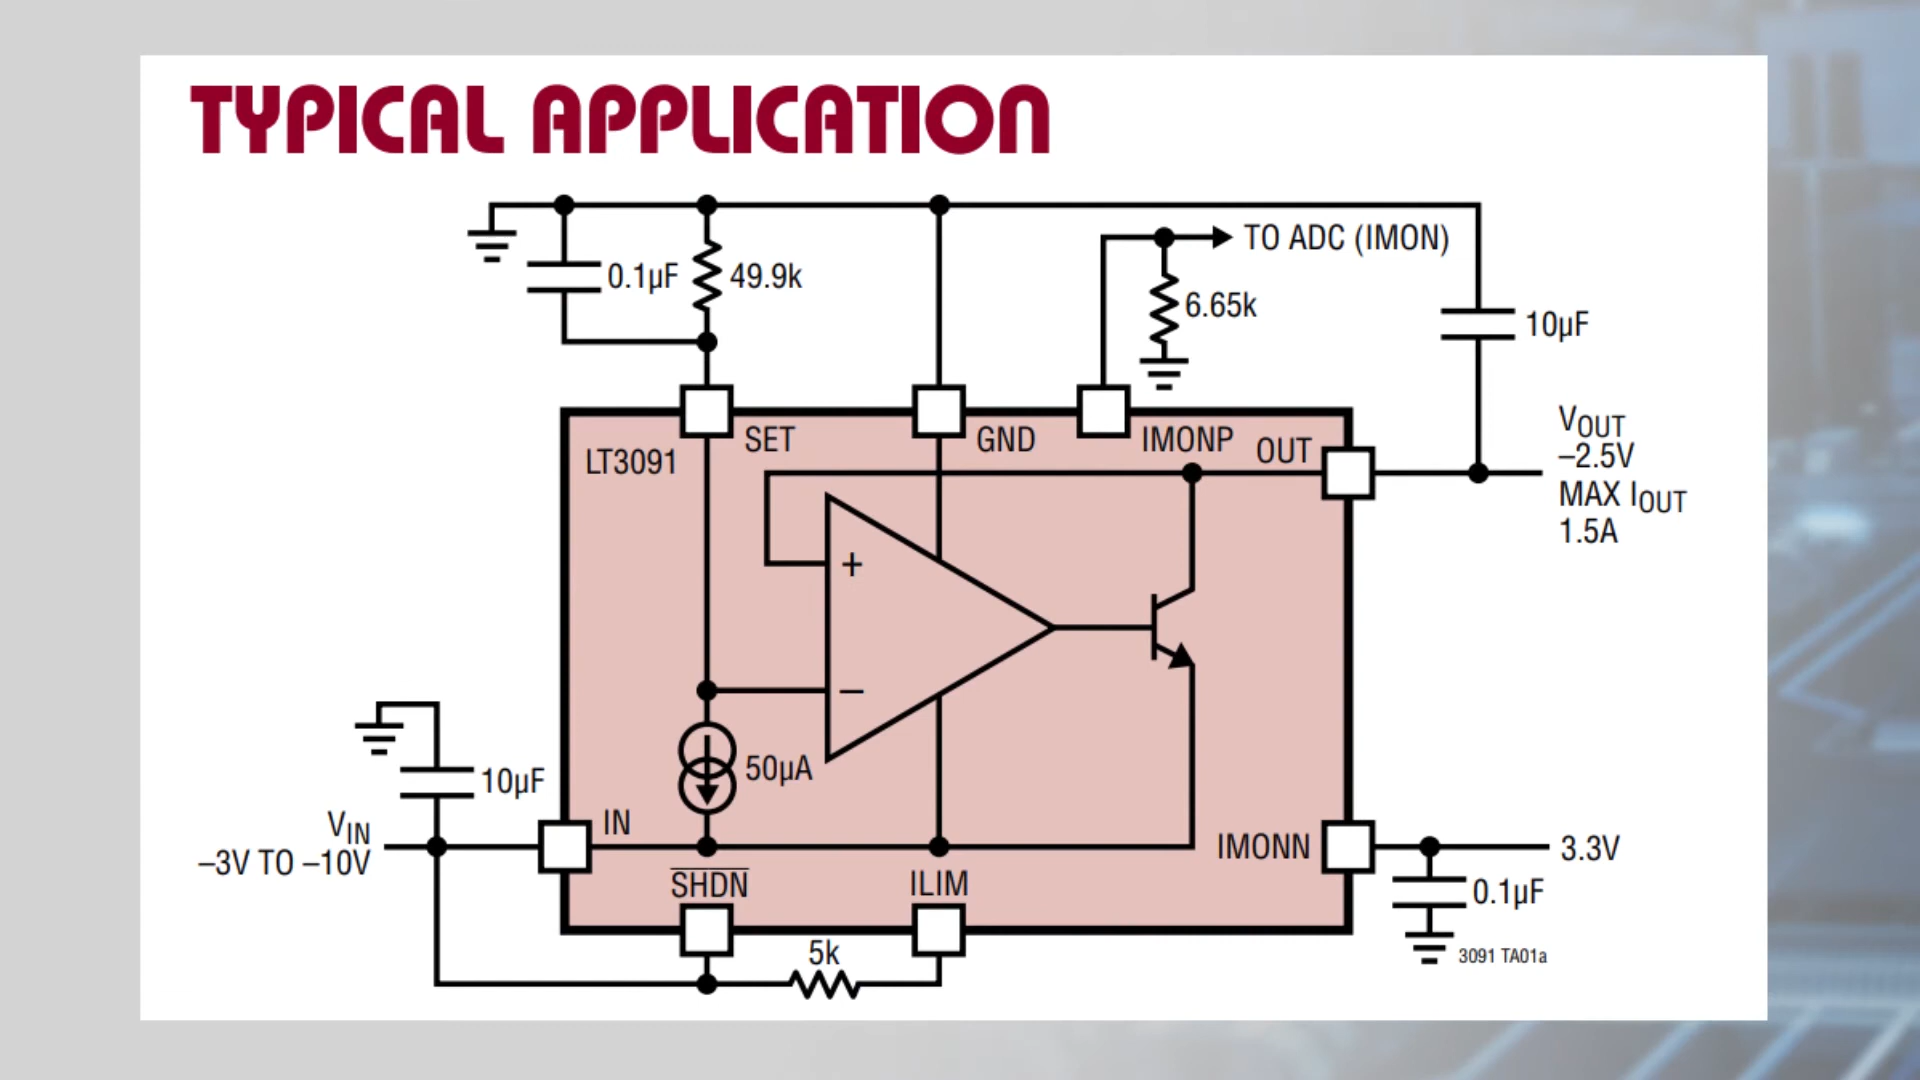 TYPICAL APPLICATION
TO ADC (IMON)
0.1µF
49.9k
6.65k
10µF
SET
GND
IMONP
OUT
LT3091
VOUT
–2.5V
MAX IOUT
1.5A
+
–
50µA
10µF
VIN
–3V TO –10V
IN
IMONN
3.3V
SHDN
ILIM
0.1µF
5k
3091 TA01a